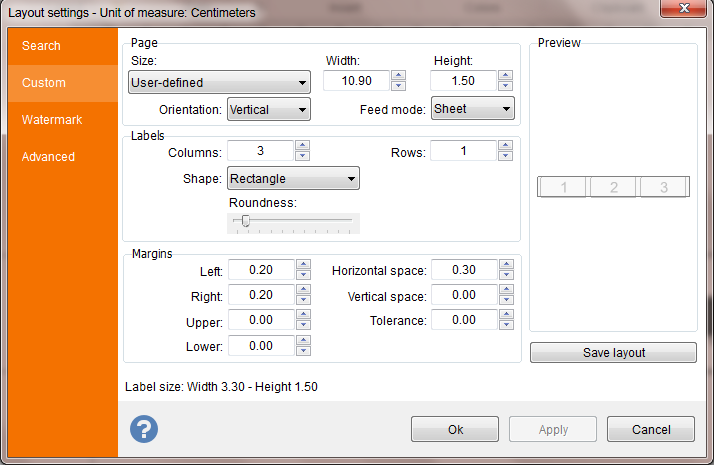 Layout settings - Unit of measure: Centimeters
Search
Custom
Watermark
Advanced
Page
Size: Width: Height:
User-defined 10.90 1.50
Orientation: Vertical Feed mode: Sheet
Labels
Columns: 3 Rows: 1
Shape: Rectangle
Roundness:
Margins
Left: 0.20 Horizontal space: 0.30
Right: 0.20 Vertical space: 0.00
Upper: 0.00 Tolerance: 0.00
Lower: 0.00
Preview
1 2 3
Save layout
Label size: Width 3.30 - Height 1.50
? Ok Apply Cancel